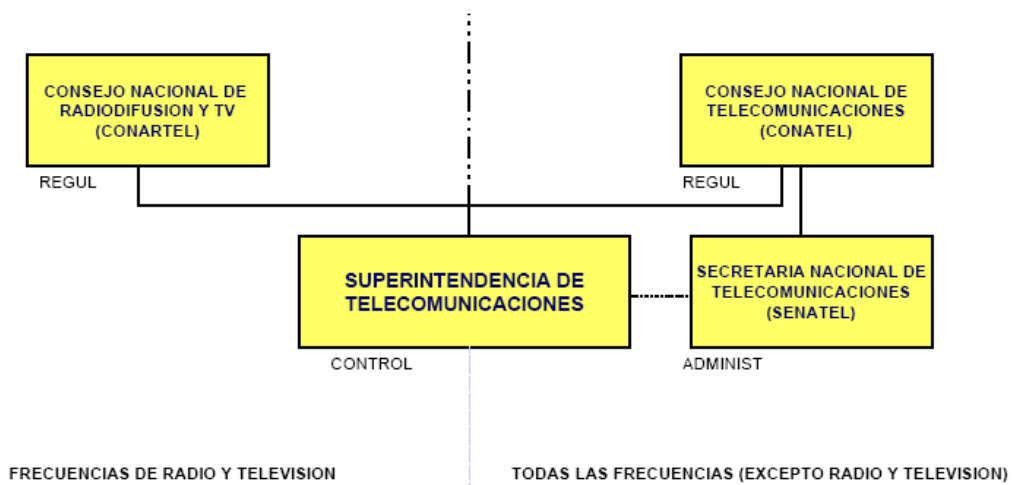 CONSEJO NACIONAL DE
RADIODIFUSION Y TV
(CONARTEL)
REGUL
CONSEJO NACIONAL DE
TELECOMUNICACIONES
(CONATEL)
REGUL
SUPERINTENDENCIA DE
TELECOMUNICACIONES
CONTROL
SECRETARIA NACIONAL DE
TELECOMUNICACIONES
(SENATEL)
ADMINIST
FRECUENCIAS DE RADIO Y TELEVISION
TODAS LAS FRECUENCIAS (EXCEPTO RADIO Y TELEVISION)